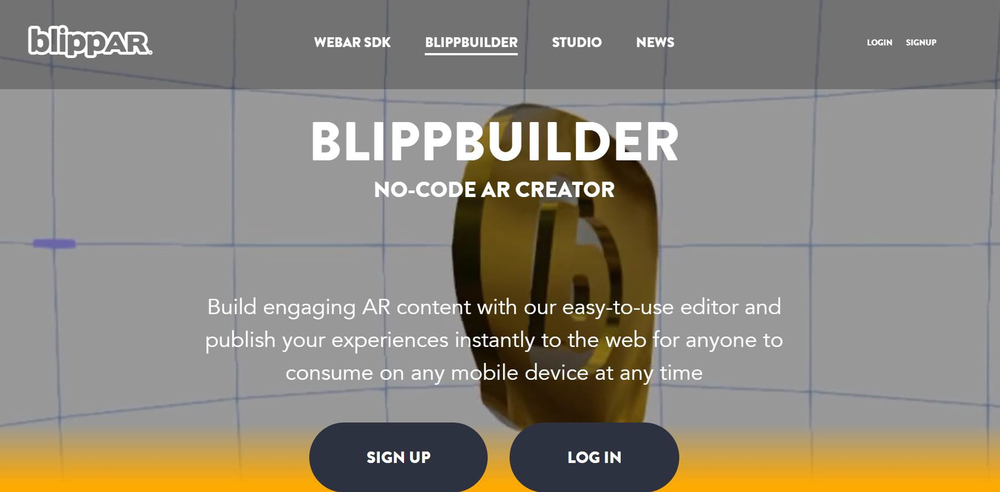 blippAR
WEBAR SDK
BLIPPBUILDER
STUDIO
NEWS
LOGIN
SIGNUP
BLIPPBUILDER
NO-CODE AR CREATOR
Build engaging AR content with our easy-to-use editor and
publish your experiences instantly to the web for anyone to
consume on any mobile device at any time
SIGN UP
LOG IN
b